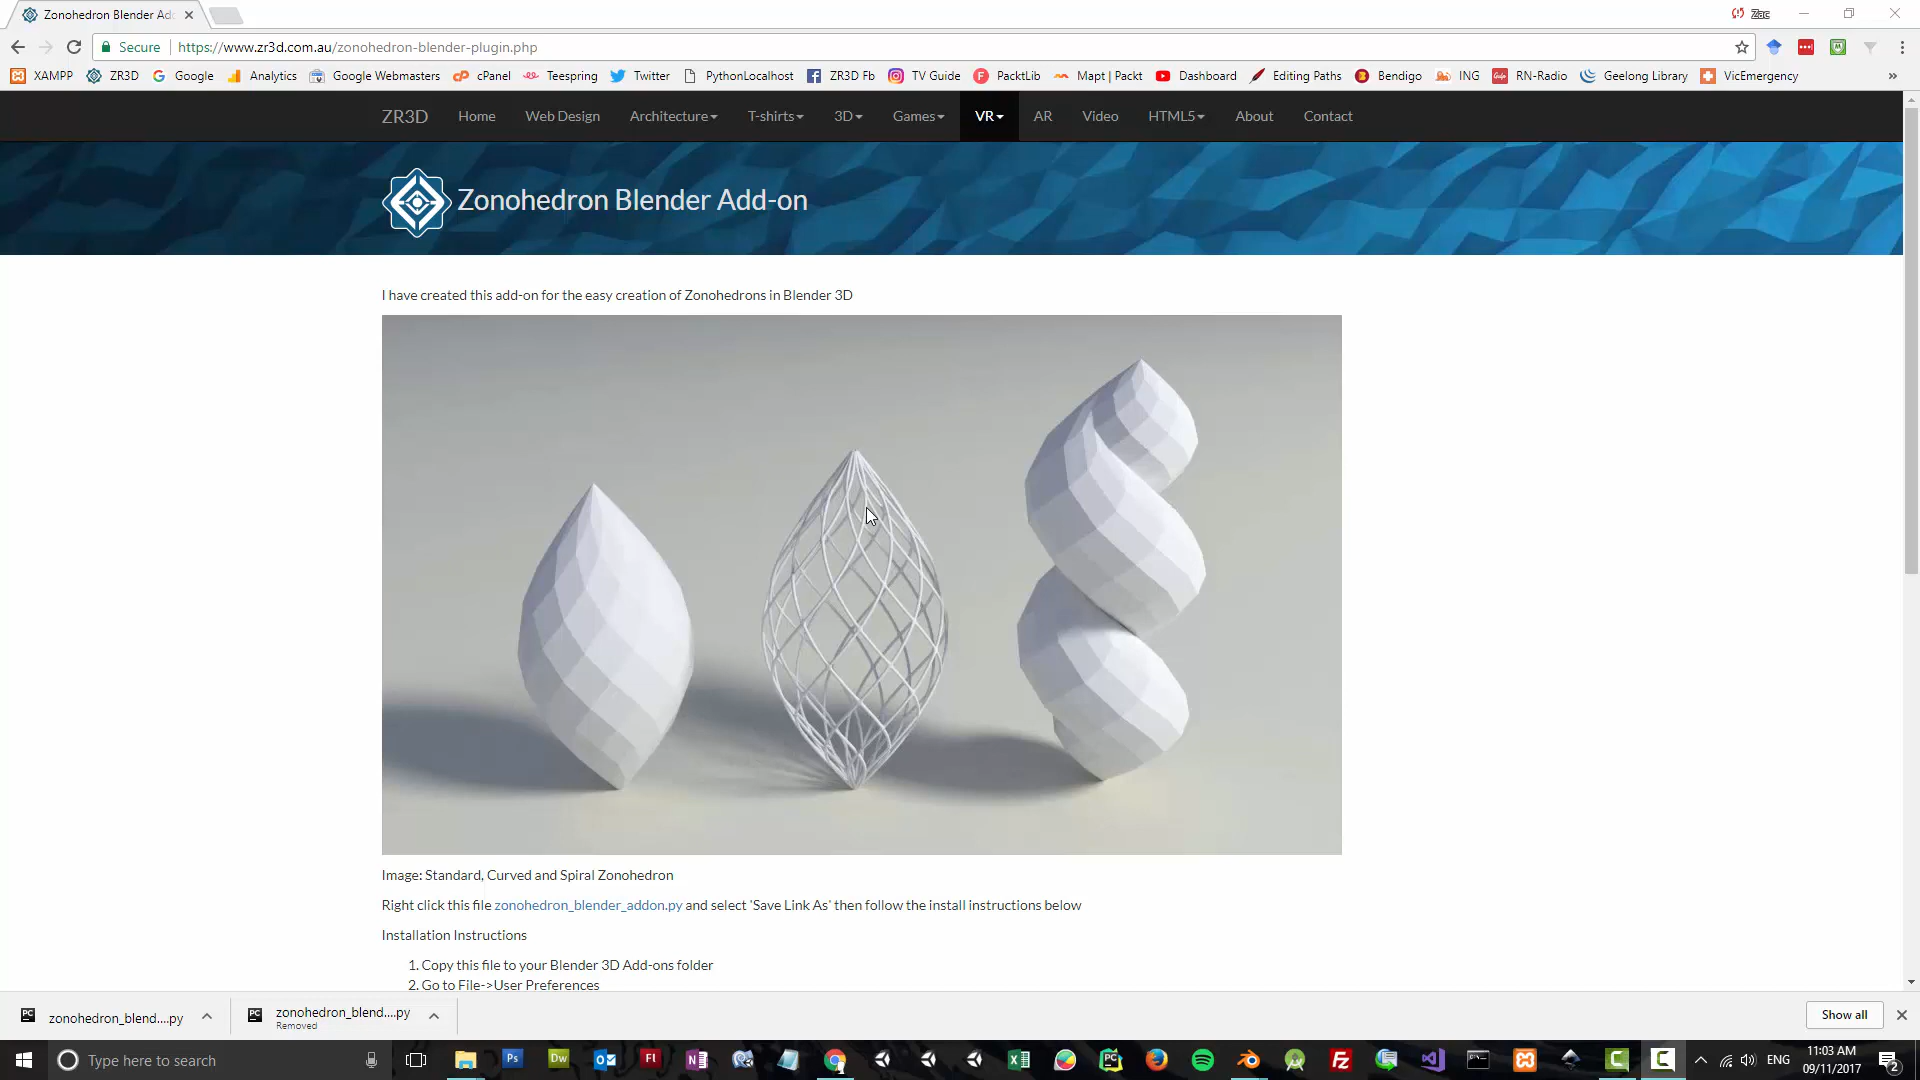 Zonohedron Blender Adc
Zac
Secure https://www.zr3d.com.au/zonohedron-blender-plugin.php
XAMPP ZR3D Google Analytics Google Webmasters cPanel Teespring Twitter PythonLocalhost ZR3D Fb TV Guide PacktLib Mapt | Packt Dashboard Editing Paths Bendigo ING RN-Radio Geelong Library VicEmergency »
ZR3D Home Web Design Architecture T-shirts 3D Games VR AR Video HTML5 About Contact
Zonohedron Blender Add-on
I have created this add-on for the easy creation of Zonohedrons in Blender 3D
Image: Standard, Curved and Spiral Zonohedron
Right click this file zonohedron_blender_addon.py and select 'Save Link As' then follow the install instructions below
Installation Instructions
1. Copy this file to your Blender 3D Add-ons folder
2. Go to File->User Preferences
zonohedron_blend....py
zonohedron_blend....py
Removed
Show all
Type here to search
Ps Dw Fl PC
ENG
11:03 AM
09/11/2017
2